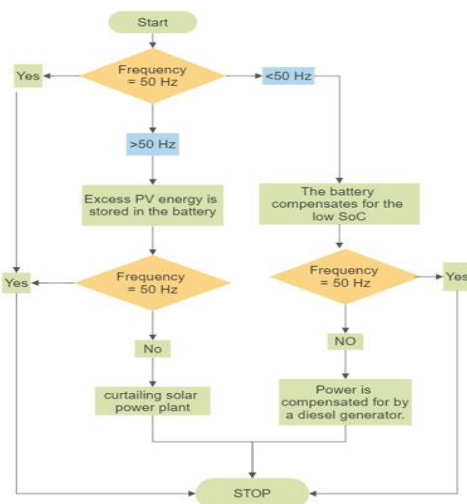 Start
Yes
Frequency
= 50 Hz
<50 Hz
>50 Hz
Excess PV energy is
stored in the battery
The battery
compensates for the
low SoC
Yes
Frequency
= 50 Hz
Frequency
= 50 Hz
Yes
No
NO
curtailing solar
power plant
Power is
compensated for by
a diesel generator.
STOP